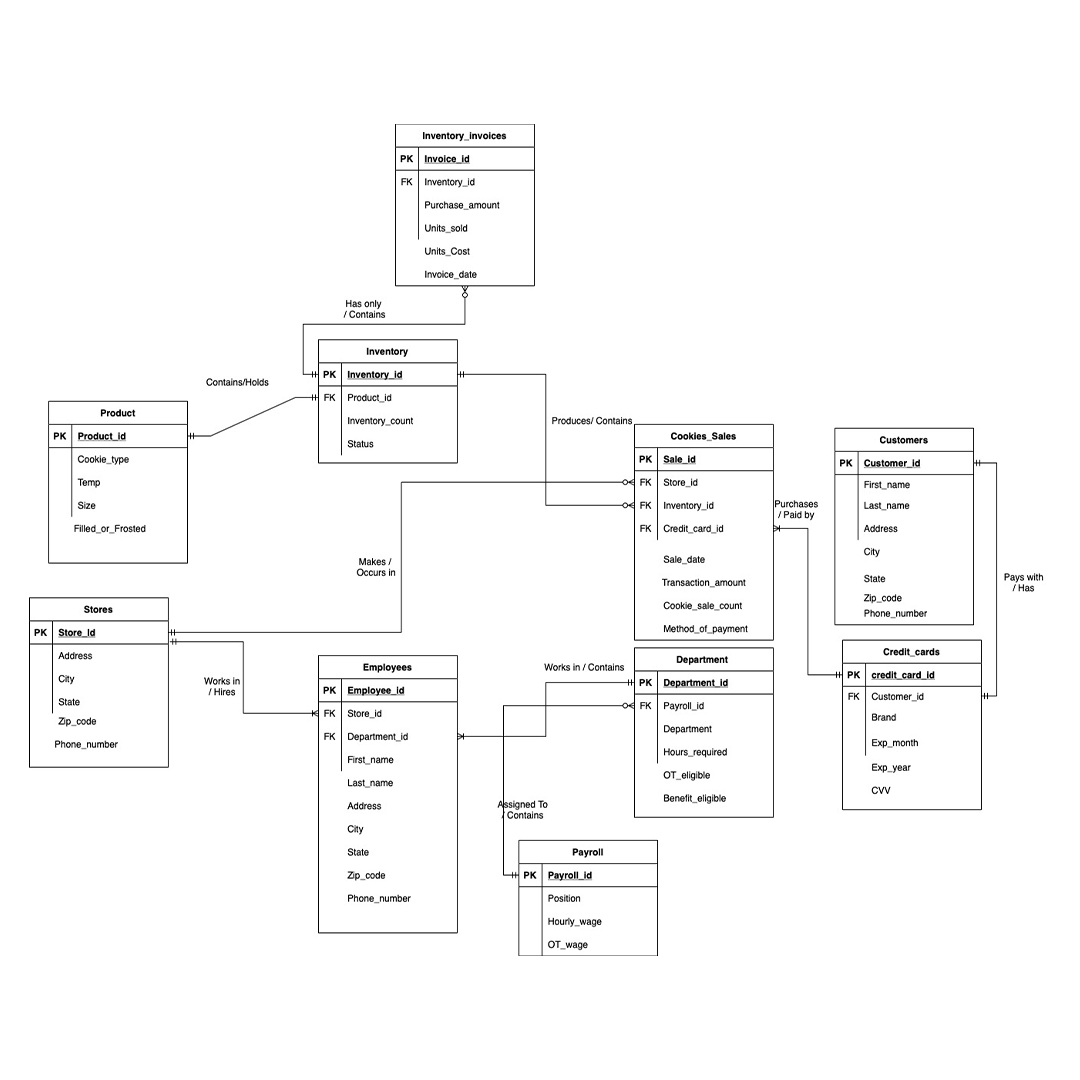 Inventory_invoices
PK Invoice_id
FK Inventory_id
Purchase_amount
Units_sold
Units_Cost
Invoice_date
Has only
/ Contains
Inventory
PK Inventory_id
FK Product_id
Inventory_count
Status
Contains/Holds
Product
PK Product_id
Cookie_type
Temp
Size
Filled_or_Frosted
Produces/ Contains
Cookies_Sales
PK Sale_id
FK Store_id
FK Inventory_id
FK Credit_card_id
Sale_date
Transaction_amount
Cookie_sale_count
Method_of_payment
Purchases
/ Paid by
Customers
PK Customer_id
First_name
Last_name
Address
City
State
Zip_code
Phone_number
Pays with
/ Has
Makes /
Occurs in
Stores
PK Store_id
Address
City
State
Zip_code
Phone_number
Works in
/ Hires
Employees
PK Employee_id
FK Store_id
FK Department_id
First_name
Last_name
Address
City
State
Zip_code
Phone_number
Works in / Contains
Department
PK Department_id
FK Payroll_id
Department
Hours_required
OT_eligible
Benefit_eligible
Credit_cards
PK credit_card_id
FK Customer_id
Brand
Exp_month
Exp_year
CVV
Assigned To
/ Contains
Payroll
PK Payroll_id
Position
Hourly_wage
OT_wage